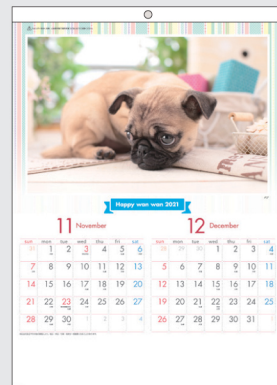 Happy wan wan 2021
11 November
12 December
sun mon tue wed thu fri sat
sun mon tue wed thu fri sat
31 1 2 3 4 5 6
28 29 30 1 2 3 4
7 8 9 10 11 12 13
5 6 7 8 9 10 11
14 15 16 17 18 19 20
12 13 14 15 16 17 18
21 22 23 24 25 26 27
19 20 21 22 23 24 25
28 29 30 1 2 3 4
26 27 28 29 30 31 1